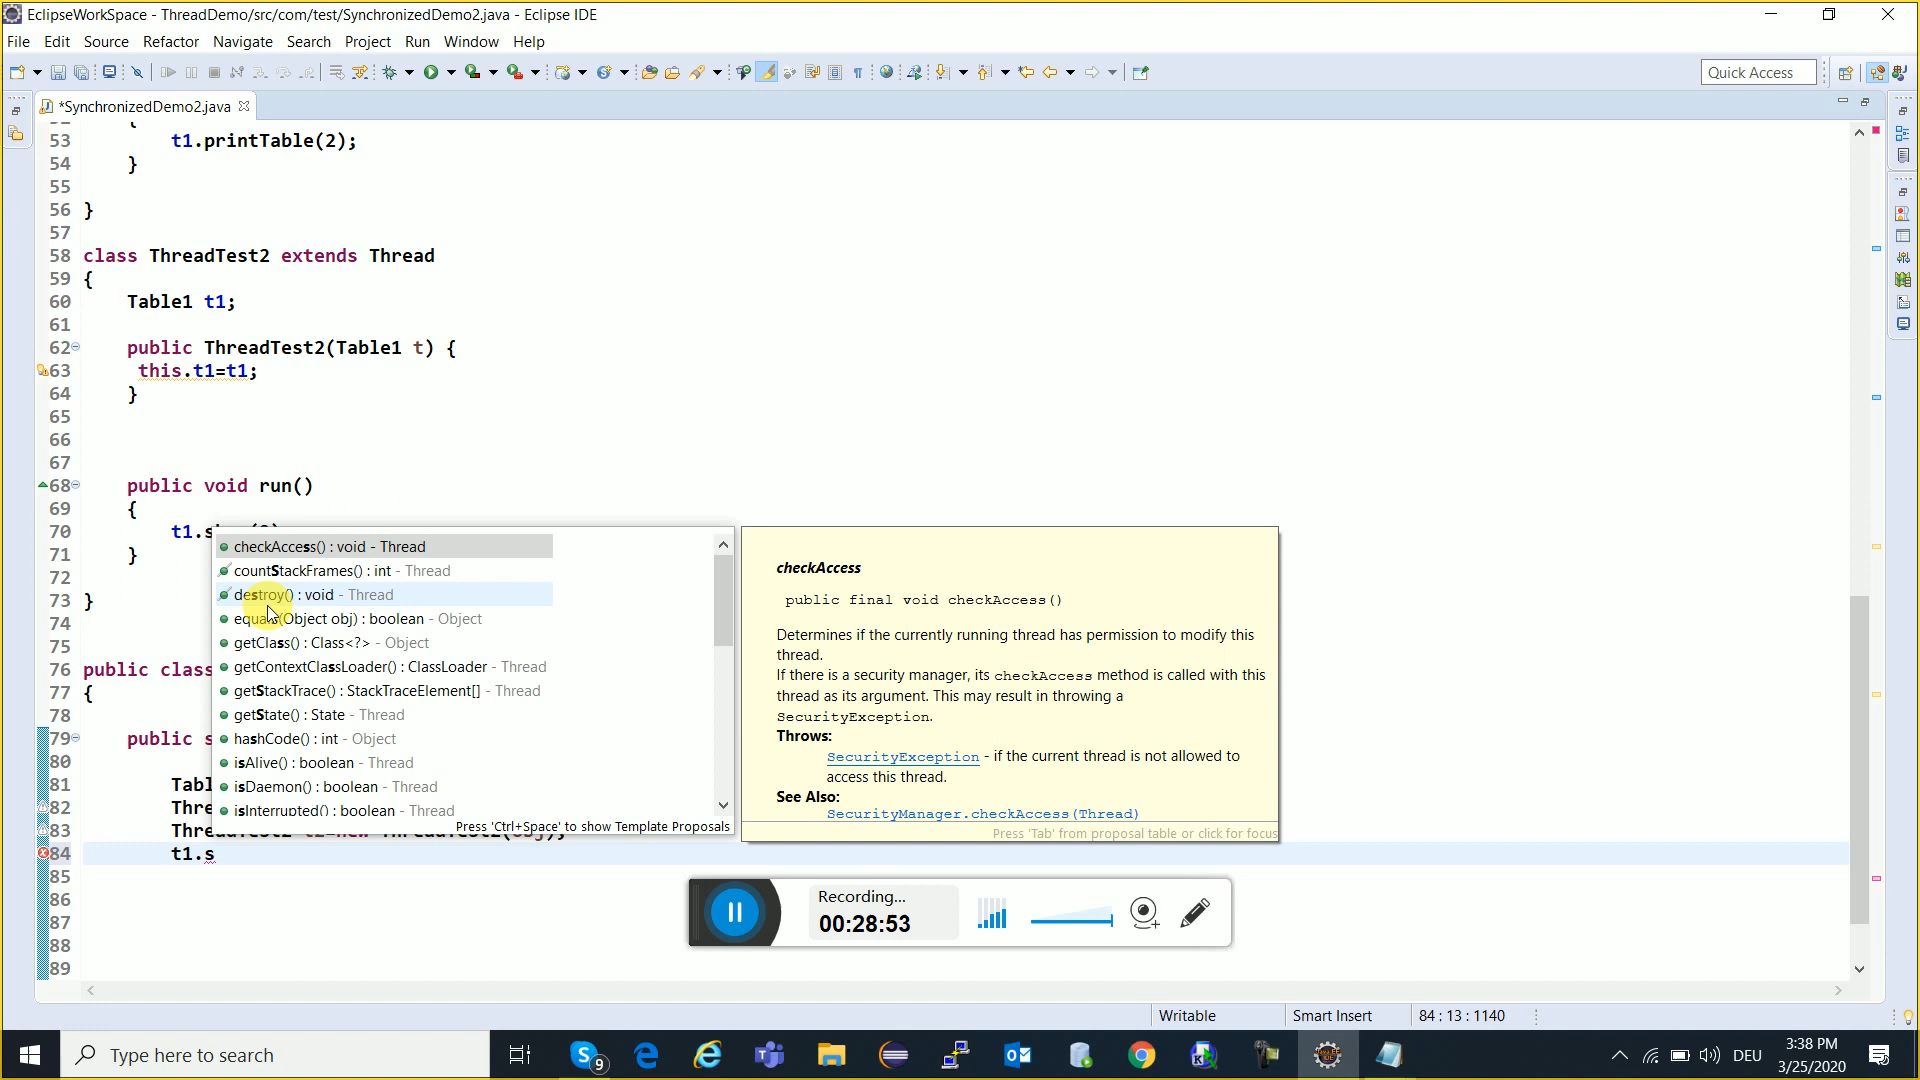 EclipseWorkSpace - ThreadDemo/src/com/test/SynchronizedDemo2.java - Eclipse IDE
File Edit Source Refactor Navigate Search Project Run Window Help
Quick Access
*SynchronizedDemo2.java
53 t1.printTable(2);
54 }
55
56 }
57
58 class ThreadTest2 extends Thread
59 {
60 Table1 t1;
61
62 public ThreadTest2(Table1 t) {
63 this.t1=t1;
64 }
65
66
67
68 public void run()
69 {
70 t1.s
71 }
72
73 }
74
75
76 public class
77 {
78
79 public s
80
81 Tabl
82 Thre
83
84 t1.s
85
86
87
88
89
checkAccess() : void - Thread
countStackFrames() : int - Thread
destroy() : void - Thread
equals(Object obj) : boolean - Object
getClass() : Class<?> - Object
getContextClassLoader() : ClassLoader - Thread
getStackTrace() : StackTraceElement[] - Thread
getState() : State - Thread
hashCode() : int - Object
isAlive() : boolean - Thread
isDaemon() : boolean - Thread
isInterrupted() : boolean - Thread
Press 'Ctrl+Space' to show Template Proposals
checkAccess
public final void checkAccess()
Determines if the currently running thread has permission to modify this
thread.
If there is a security manager, its checkAccess method is called with this
thread as its argument. This may result in throwing a
SecurityException.
Throws:
SecurityException - if the current thread is not allowed to
access this thread.
See Also:
SecurityManager.checkAccess(Thread)
Press 'Tab' from proposal table or click for focus
Recording...
00:28:53
Writable Smart Insert 84 : 13 : 1140
Type here to search
9
DEU
3:38 PM
3/25/2020